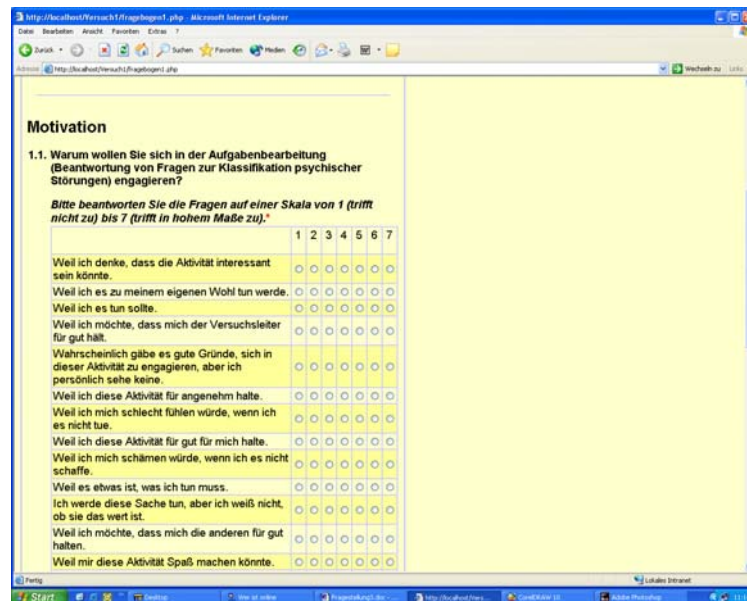 http://localhost/Versuch1/fragebogen1.php - Microsoft Internet Explorer
Datei Bearbeiten Ansicht Favoriten Extras ?
Zurück Suchen Favoriten Medien
Adresse http://localhost/Versuch1/fragebogen1.php Wechseln zu Links
Motivation
1.1. Warum wollen Sie sich in der Aufgabenbearbeitung
(Beantwortung von Fragen zur Klassifikation psychischer
Störungen) engagieren?
Bitte beantworten Sie die Fragen auf einer Skala von 1 (trifft
nicht zu) bis 7 (trifft in hohem Maße zu).*
1 2 3 4 5 6 7
Weil ich denke, dass die Aktivität interessant
sein könnte.
Weil ich es zu meinem eigenen Wohl tun werde.
Weil ich es tun sollte.
Weil ich möchte, dass mich der Versuchsleiter
für gut hält.
Wahrscheinlich gäbe es gute Gründe, sich in
dieser Aktivität zu engagieren, aber ich
persönlich sehe keine.
Weil ich diese Aktivität für angenehm halte.
Weil ich mich schlecht fühlen würde, wenn ich
es nicht tue.
Weil ich diese Aktivität für gut für mich halte.
Weil ich mich schämen würde, wenn ich es nicht
schaffe.
Weil es etwas ist, was ich tun muss.
Ich werde diese Sache tun, aber ich weiß nicht,
ob sie das wert ist.
Weil ich möchte, dass mich die anderen für gut
halten.
Weil mir diese Aktivität Spaß machen könnte.
Fertig Lokales Intranet
Start Desktop Wer ist online Fragestellung1.doc - ... http://localhost/Vers... CorelDRAW 10 Adobe Photoshop